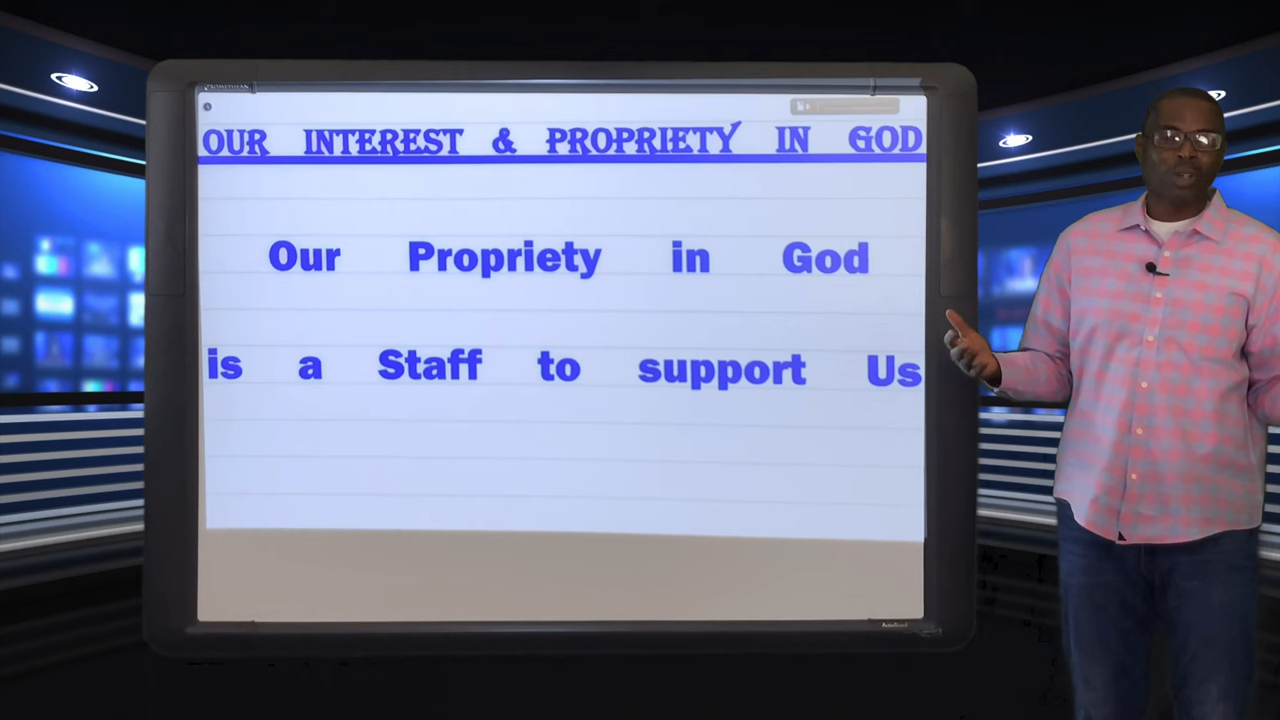 OUR INTEREST & PROPRIETY IN GOD
Our Propriety in God
is a Staff to support Us